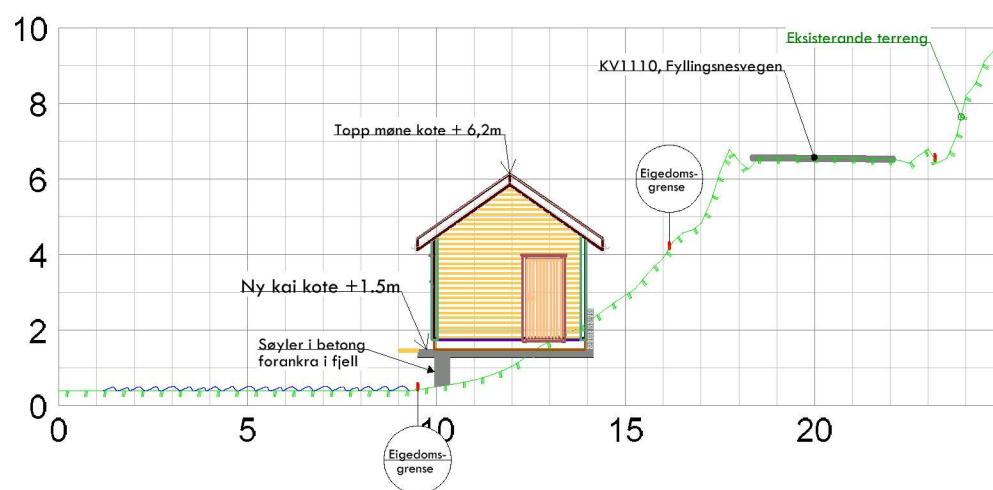 10
Eksisterande terreng
KV1110, Fyllingsnesvegen
8
Topp møne kote + 6,2m
6
Eigedoms-
grense
4
Ny kai kote +1.5m
2
Søyler i betong
forankra i fjell
0
0
5
10
15
20
Eigedoms-
grense